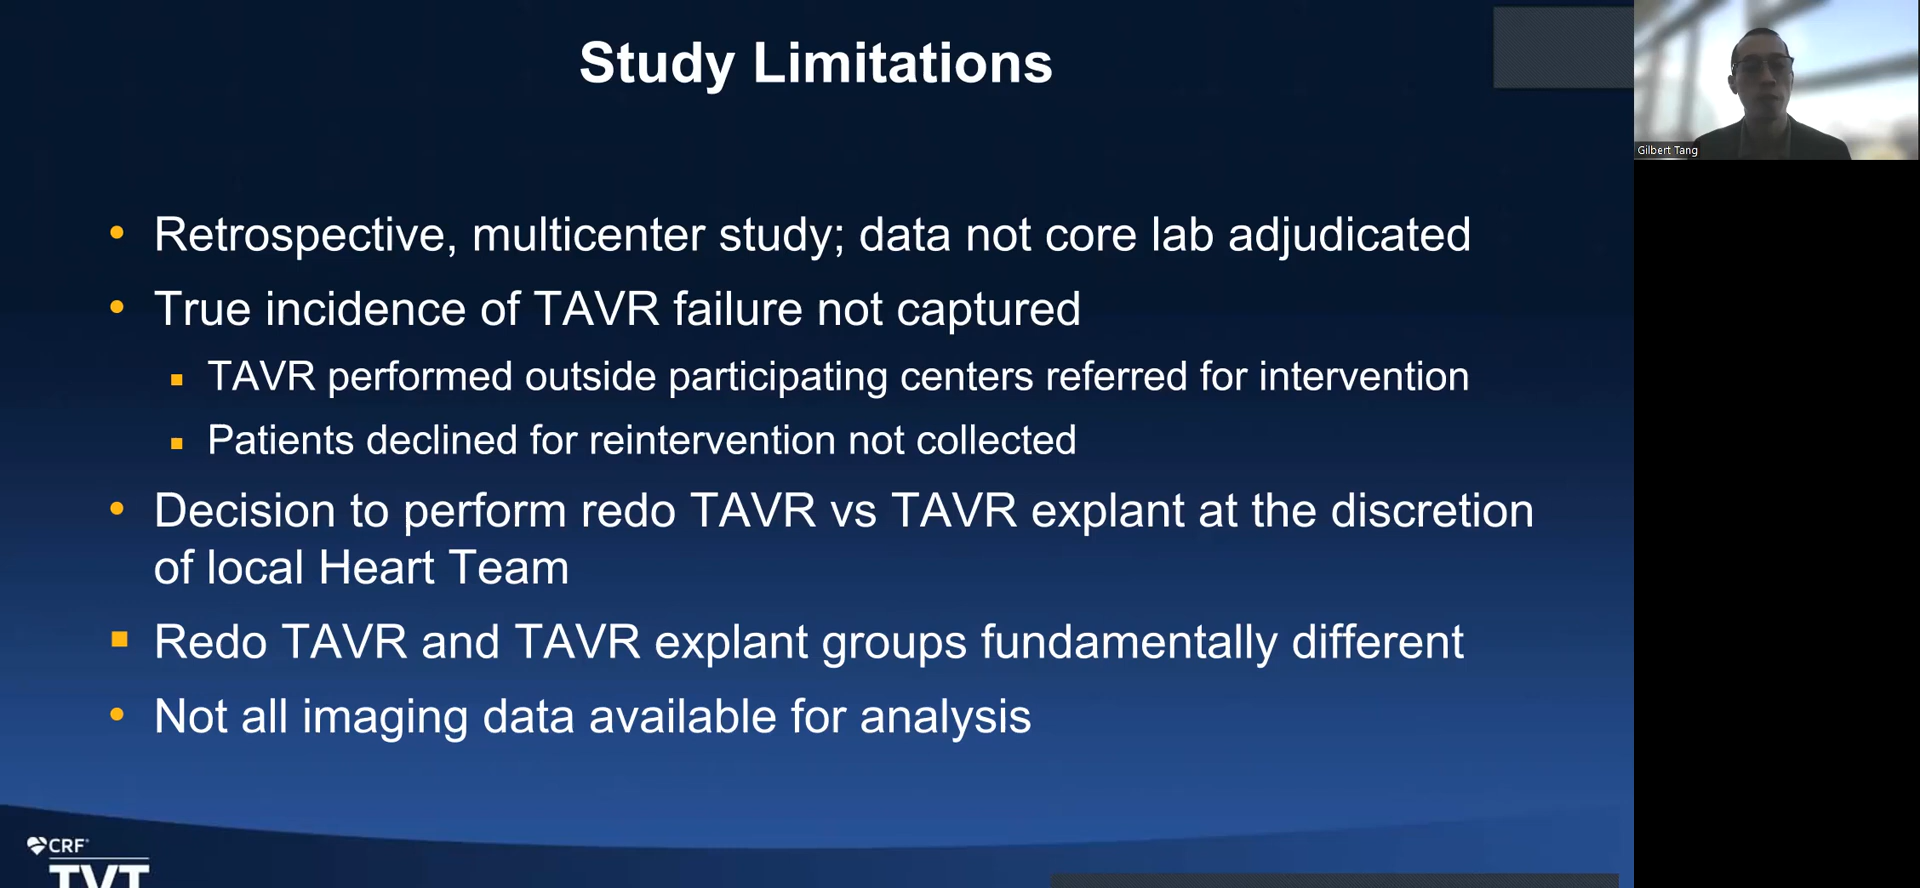 Study Limitations
Gilbert Tang
• Retrospective, multicenter study; data not core lab adjudicated
• True incidence of TAVR failure not captured
▪ TAVR performed outside participating centers referred for intervention
▪ Patients declined for reintervention not collected
• Decision to perform redo TAVR vs TAVR explant at the discretion
of local Heart Team
▪ Redo TAVR and TAVR explant groups fundamentally different
• Not all imaging data available for analysis
CRF®
TVT